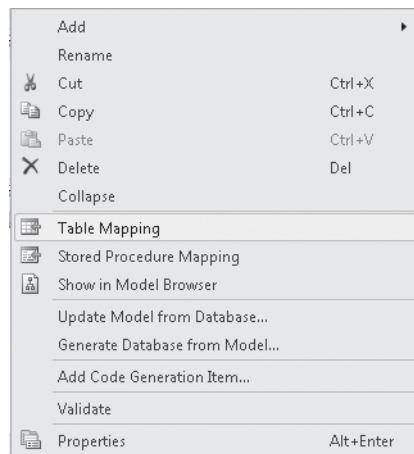 Add
Rename
Cut Ctrl+X
Copy Ctrl+C
Paste Ctrl+V
Delete Del
Collapse
Table Mapping
Stored Procedure Mapping
Show in Model Browser
Update Model from Database...
Generate Database from Model...
Add Code Generation Item...
Validate
Properties Alt+Enter